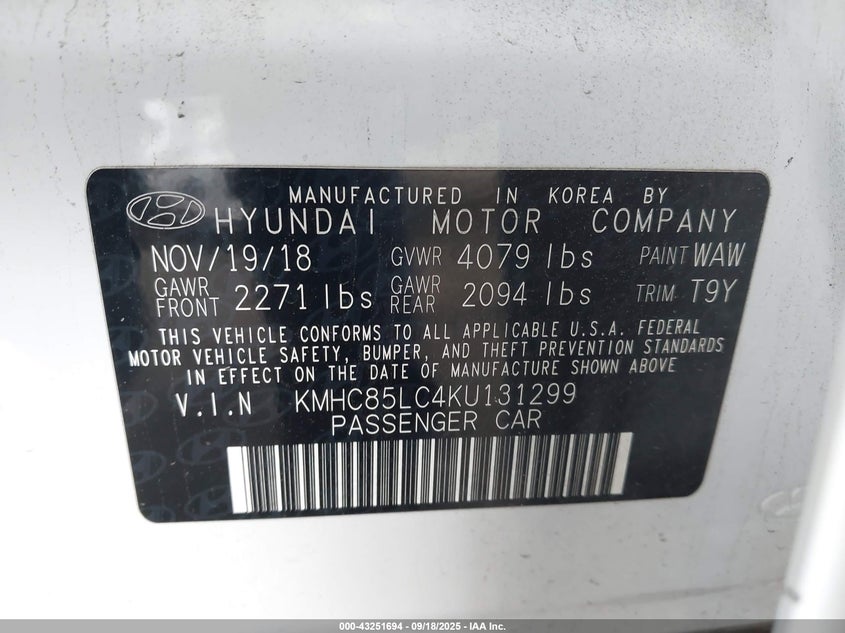 MANUFACTURED IN KOREA BY
HYUNDAI MOTOR COMPANY
NOV/19/18 GVWR 4079 lbs PAINT WAW
GAWR FRONT 2271 lbs GAWR REAR 2094 lbs TRIM T9Y
THIS VEHICLE CONFORMS TO ALL APPLICABLE U.S.A. FEDERAL
MOTOR VEHICLE SAFETY, BUMPER, AND THEFT PREVENTION STANDARDS
IN EFFECT ON THE DATE OF MANUFACTURE SHOWN ABOVE
V.I.N KMHC85LC4KU131299
PASSENGER CAR
000-43251694 - 09/18/2025 - IAA Inc.